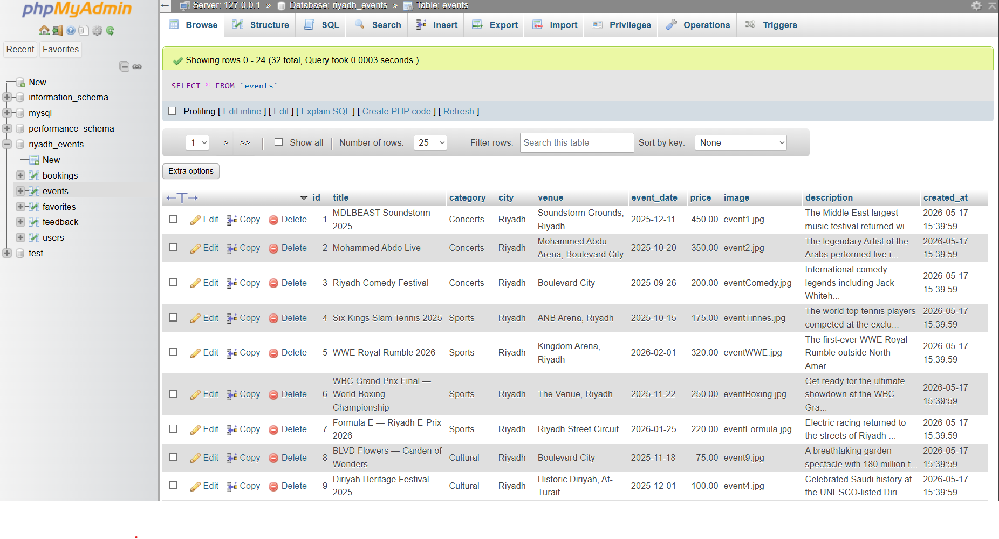 phpMyAdmin
Recent Favorites
New
information_schema
mysql
performance_schema
riyadh_events
New
bookings
events
favorites
feedback
users
test
Server: 127.0.0.1 » Database: riyadh_events » Table: events
Browse Structure SQL Search Insert Export Import Privileges Operations Triggers
Showing rows 0 - 24 (32 total, Query took 0.0003 seconds.)
SELECT * FROM `events`
Profiling [ Edit inline ] [ Edit ] [ Explain SQL ] [ Create PHP code ] [ Refresh ]
1 > >> Show all Number of rows: 25 Filter rows: Search this table Sort by key: None
Extra options
←T→ id title category city venue event_date price image description created_at
Edit Copy Delete 1 MDLBEAST Soundstorm 2025 Concerts Riyadh Soundstorm Grounds, Riyadh 2025-12-11 450.00 event1.jpg The Middle East largest music festival returned wi... 2026-05-17 15:39:59
Edit Copy Delete 2 Mohammed Abdo Live Concerts Riyadh Mohammed Abdu Arena, Boulevard City 2025-10-20 350.00 event2.jpg The legendary Artist of the Arabs performed live i... 2026-05-17 15:39:59
Edit Copy Delete 3 Riyadh Comedy Festival Concerts Riyadh Boulevard City 2025-09-26 200.00 eventComedy.jpg International comedy legends including Jack Whiteh... 2026-05-17 15:39:59
Edit Copy Delete 4 Six Kings Slam Tennis 2025 Sports Riyadh ANB Arena, Riyadh 2025-10-15 175.00 eventTinnes.jpg The world top tennis players competed at the exclu... 2026-05-17 15:39:59
Edit Copy Delete 5 WWE Royal Rumble 2026 Sports Riyadh Kingdom Arena, Riyadh 2026-02-01 320.00 eventWWE.jpg The first-ever WWE Royal Rumble outside North Amer... 2026-05-17 15:39:59
Edit Copy Delete 6 WBC Grand Prix Final — World Boxing Championship Sports Riyadh The Venue, Riyadh 2025-11-22 250.00 eventBoxing.jpg Get ready for the ultimate showdown at the WBC Gra... 2026-05-17 15:39:59
Edit Copy Delete 7 Formula E — Riyadh E-Prix 2026 Sports Riyadh Riyadh Street Circuit 2026-01-25 220.00 eventFormula.jpg Electric racing returned to the streets of Riyadh ... 2026-05-17 15:39:59
Edit Copy Delete 8 BLVD Flowers — Garden of Wonders Cultural Riyadh Boulevard City 2025-11-18 75.00 event9.jpg A breathtaking garden spectacle with 180 million f... 2026-05-17 15:39:59
Edit Copy Delete 9 Diriyah Heritage Festival 2025 Cultural Riyadh Historic Diriyah, At-Turaif 2025-12-01 100.00 event4.jpg Celebrated Saudi history at the UNESCO-listed Diri... 2026-05-17 15:39:59